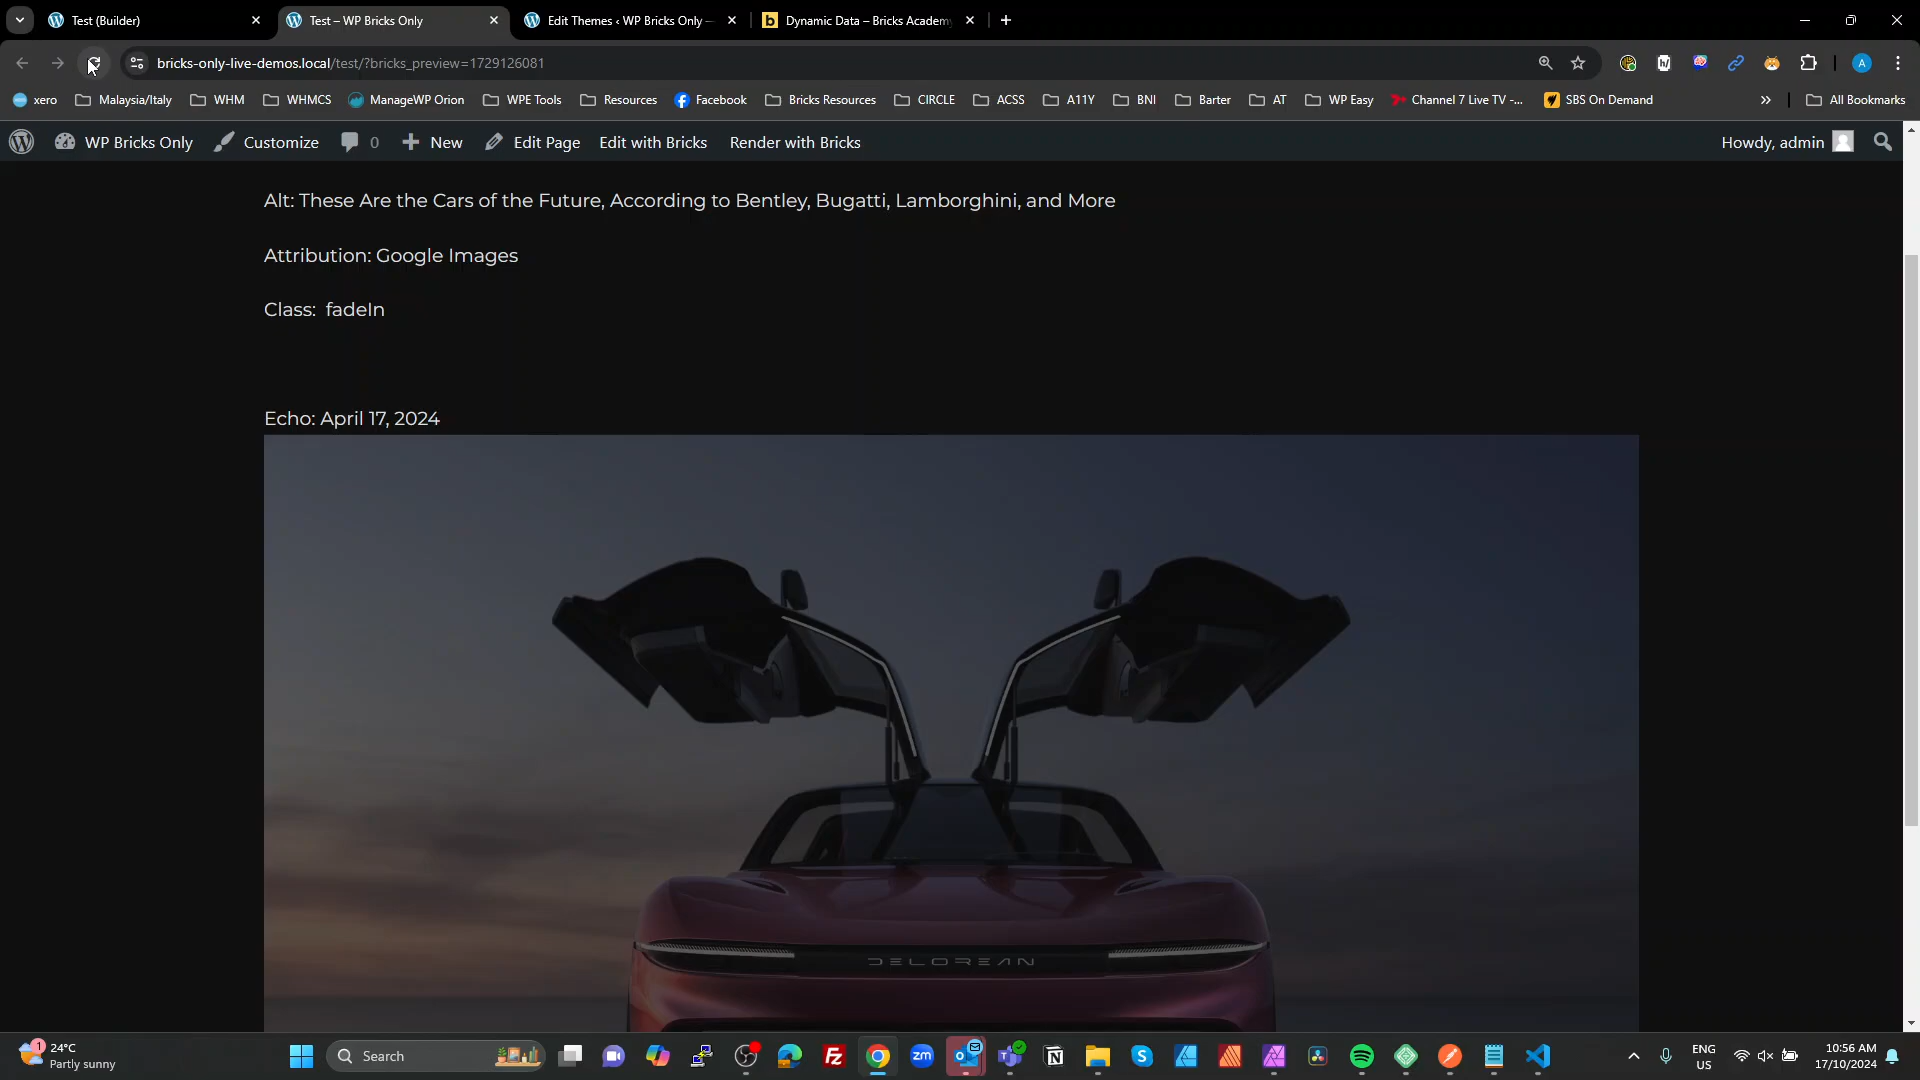 Test (Builder)
Test – WP Bricks Only
Edit Themes ‹ WP Bricks Only —
Dynamic Data – Bricks Academy
bricks-only-live-demos.local/test/?bricks_preview=1729126081
xero
Malaysia/Italy
WHM
WHMCS
ManageWP Orion
WPE Tools
Resources
Facebook
Bricks Resources
CIRCLE
ACSS
A11Y
BNI
Barter
AT
WP Easy
Channel 7 Live TV -...
SBS On Demand
All Bookmarks
WP Bricks Only
Customize
0
New
Edit Page
Edit with Bricks
Render with Bricks
Howdy, admin
Alt: These Are the Cars of the Future, According to Bentley, Bugatti, Lamborghini, and More
Attribution: Google Images
Class: fadeIn
Echo: April 17, 2024
DELOREAN
1
24°C
Partly sunny
Search
zm
ENG
US
10:56 AM
17/10/2024